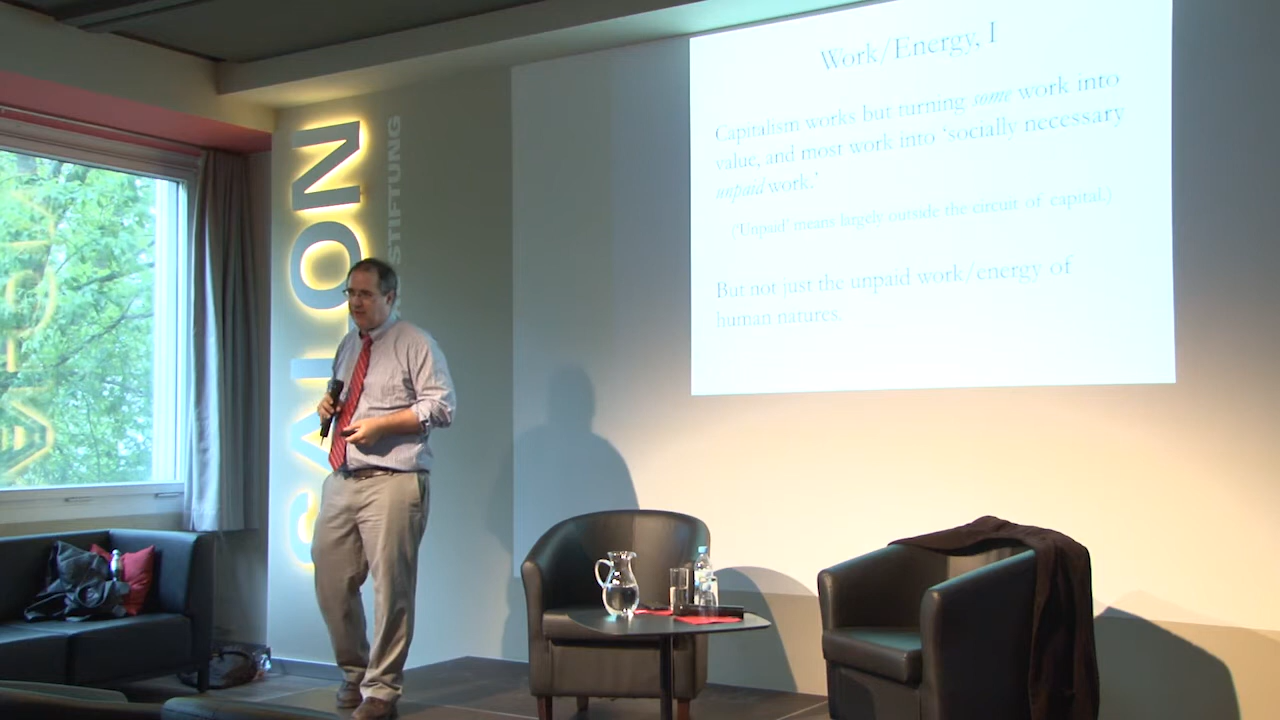 SALON
STIFTUNG
Work/Energy, I
Capitalism works but turning some work into
value, and most work into ‘socially necessary
unpaid work.’
(‘Unpaid’ means largely outside the circuit of capital.)
But not just the unpaid work/energy of
human natures.